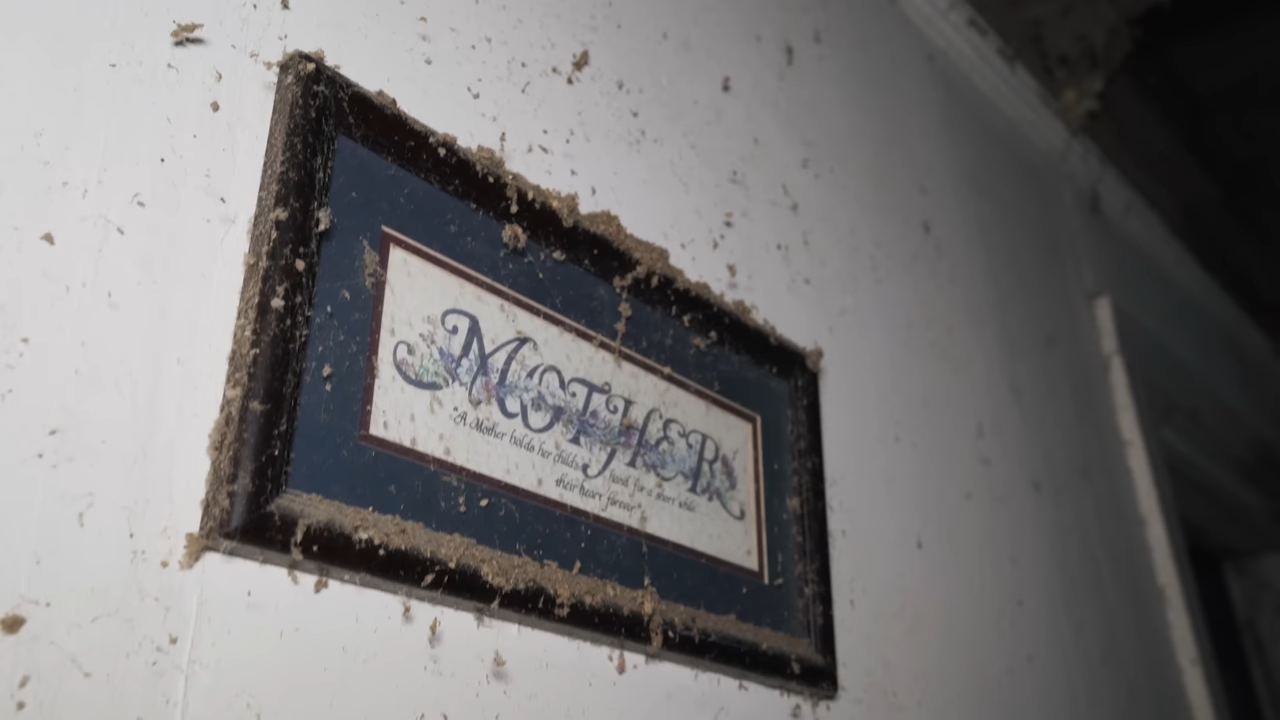 MOTHER
"A Mother holds her child's hand for a short while,
their heart forever".